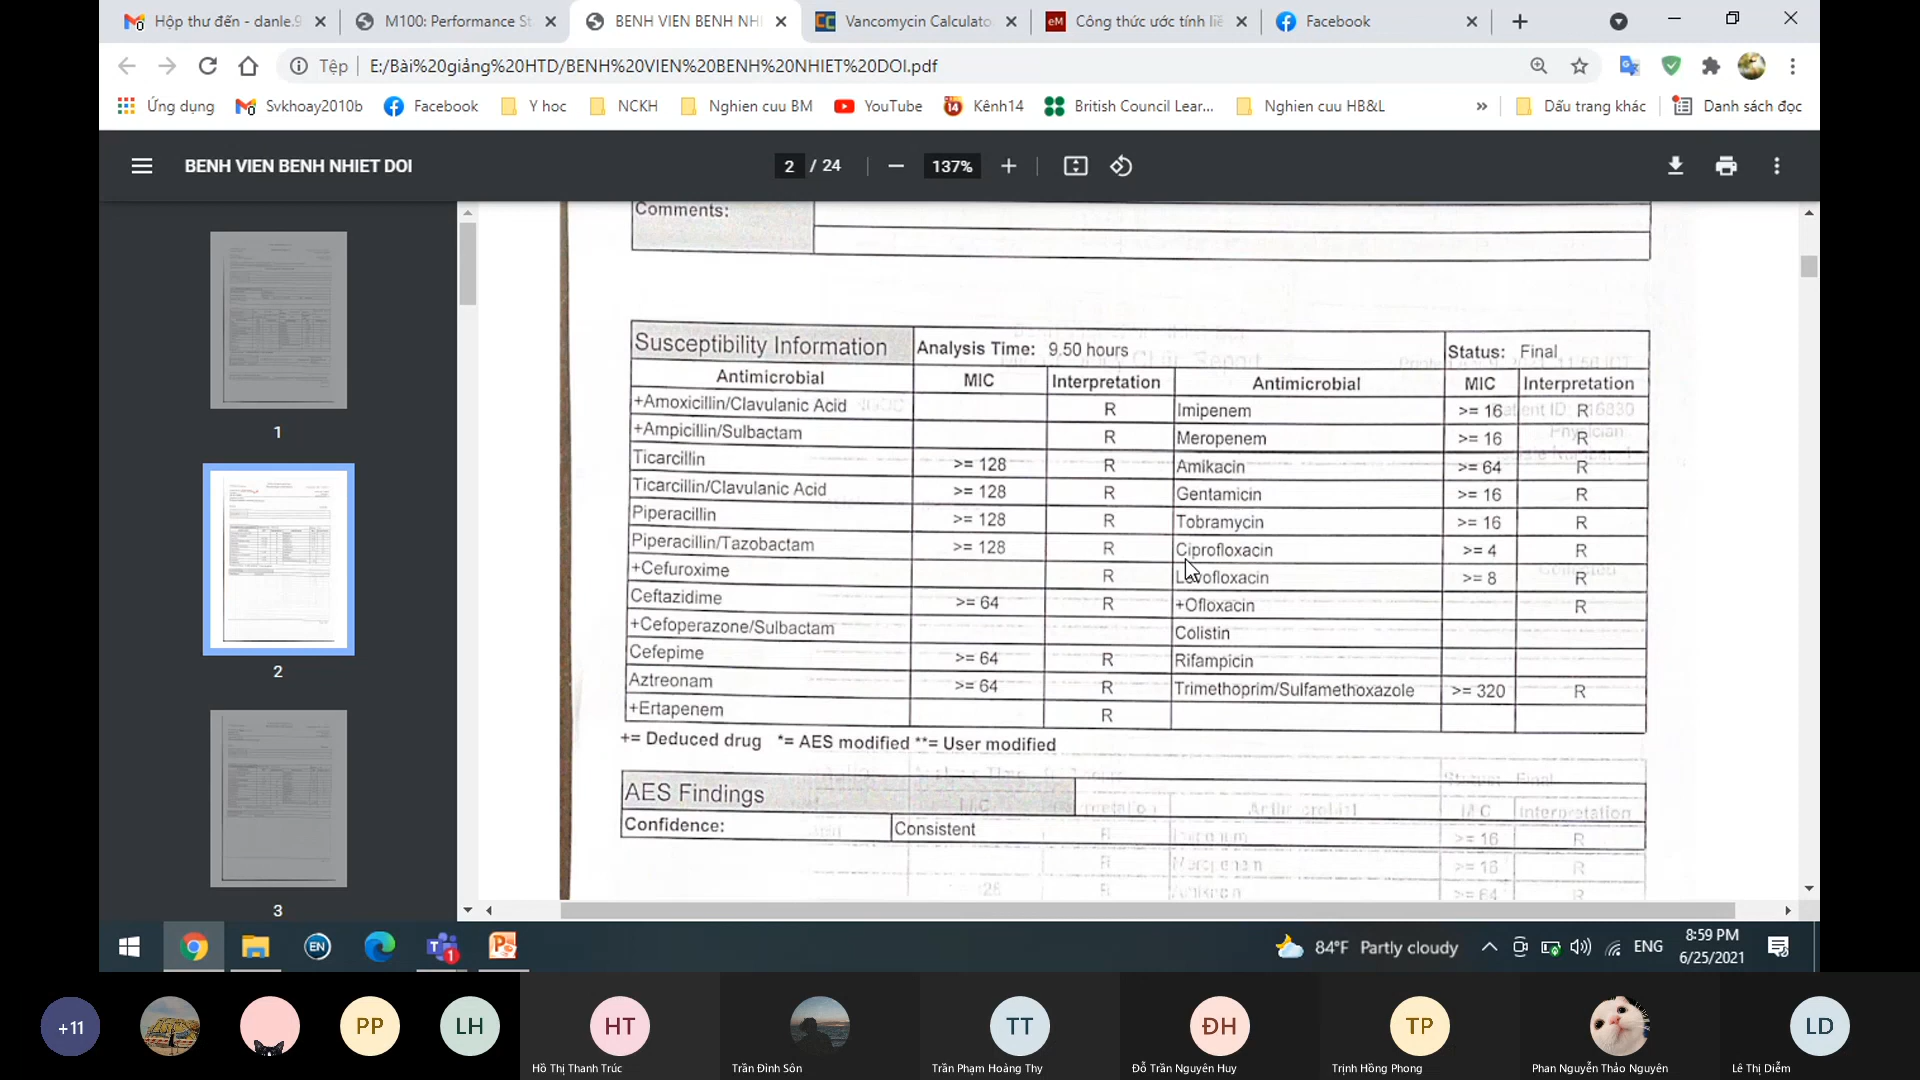 Hộp thư đến - danle.9
M100: Performance St
BENH VIEN BENH NHI
Vancomycin Calculato
Công thức ước tính liề
Facebook
Tệp E:/Bài%20giảng%20HTD/BENH%20VIEN%20BENH%20NHIET%20DOI.pdf
Ứng dụng Svkhoay2010b Facebook Y hoc NCKH Nghien cuu BM YouTube Kênh14 British Council Lear... Nghien cuu HB&L » Dấu trang khác Danh sách đọc
BENH VIEN BENH NHIET DOI 2 / 24 137%
1
2
3
Comments:
Susceptibility Information Analysis Time: 9.50 hours Status: Final
Antimicrobial MIC Interpretation Antimicrobial MIC Interpretation
+Amoxicillin/Clavulanic Acid R Imipenem >= 16 R
+Ampicillin/Sulbactam R Meropenem >= 16 R
Ticarcillin >= 128 R Amikacin >= 64 R
Ticarcillin/Clavulanic Acid >= 128 R Gentamicin >= 16 R
Piperacillin >= 128 R Tobramycin >= 16 R
Piperacillin/Tazobactam >= 128 R Ciprofloxacin >= 4 R
+Cefuroxime R Levofloxacin >= 8 R
Ceftazidime >= 64 R +Ofloxacin R
+Cefoperazone/Sulbactam Colistin
Cefepime >= 64 R Rifampicin
Aztreonam >= 64 R Trimethoprim/Sulfamethoxazole >= 320 R
+Ertapenem R
+= Deduced drug *= AES modified **= User modified
AES Findings
Confidence: Consistent
EN
1
84°F Partly cloudy
ENG
8:59 PM
6/25/2021
+11
PP
LH
HT
TT
ĐH
TP
LD
Hồ Thị Thanh Trúc
Trần Đình Sôn
Trần Phạm Hoàng Thy
Đỗ Trần Nguyên Huy
Trịnh Hồng Phong
Phan Nguyễn Thảo Nguyên
Lê Thị Diễm